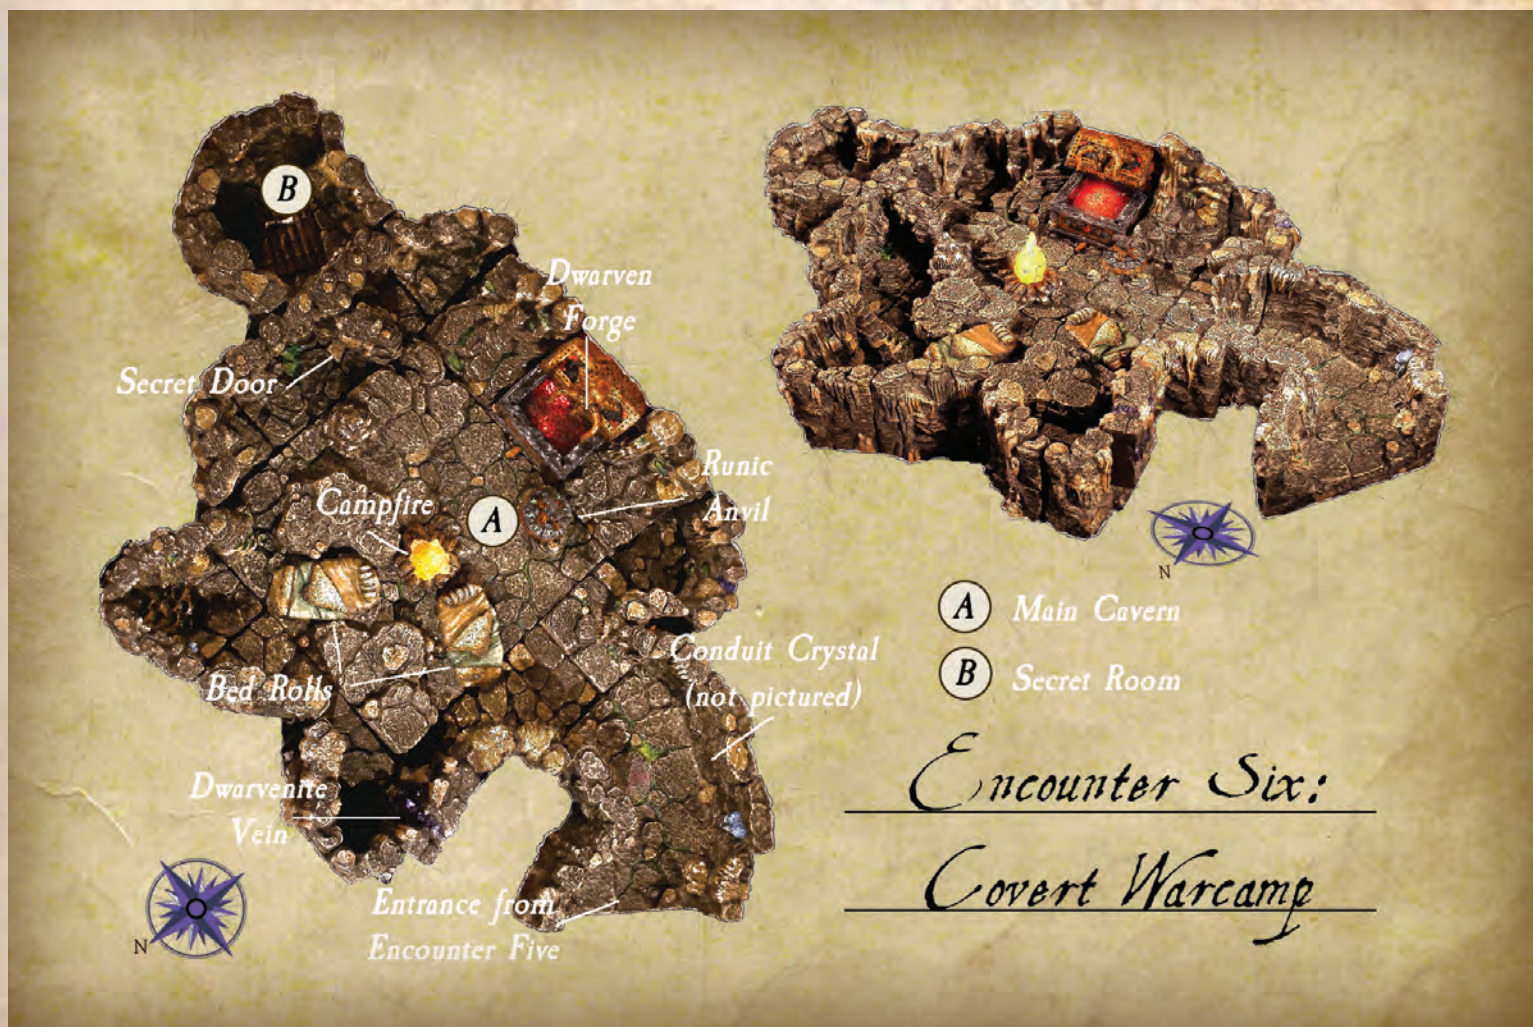 B
Dwarven
Forge
Secret Door
Runic
Anvil
Campfire
A
Conduit Crystal
(not pictured)
Bed Rolls
Dwarvenite
Vein
Entrance from
Encounter Five
N
N
A Main Cavern
B Secret Room
Encounter Six:
Covert Warcamp